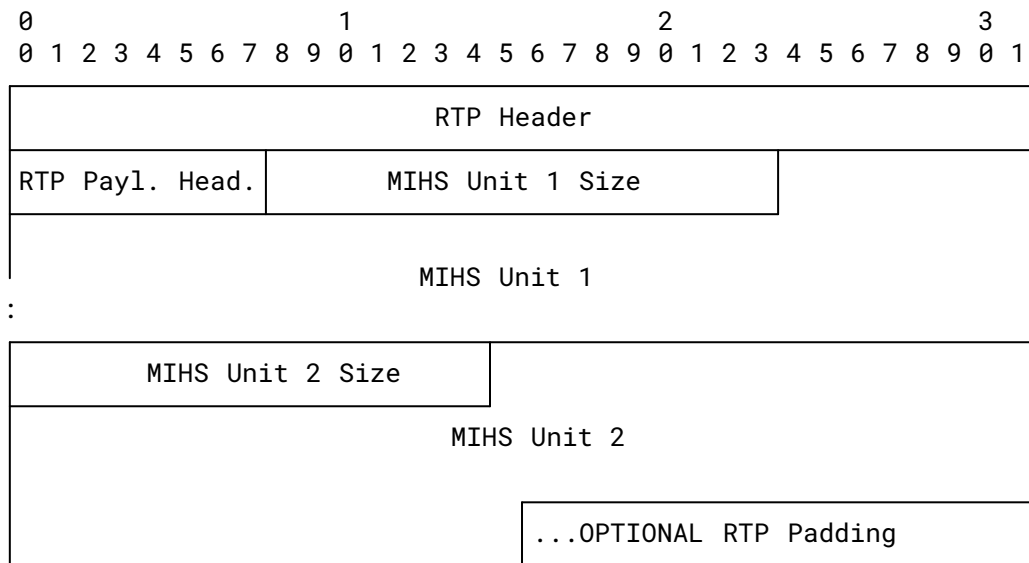 0 1 2 3
0 1 2 3 4 5 6 7 8 9 0 1 2 3 4 5 6 7 8 9 0 1 2 3 4 5 6 7 8 9 0 1
RTP Header
RTP Payl. Head. MIHS Unit 1 Size
MIHS Unit 1
:
MIHS Unit 2 Size
MIHS Unit 2
...OPTIONAL RTP Padding